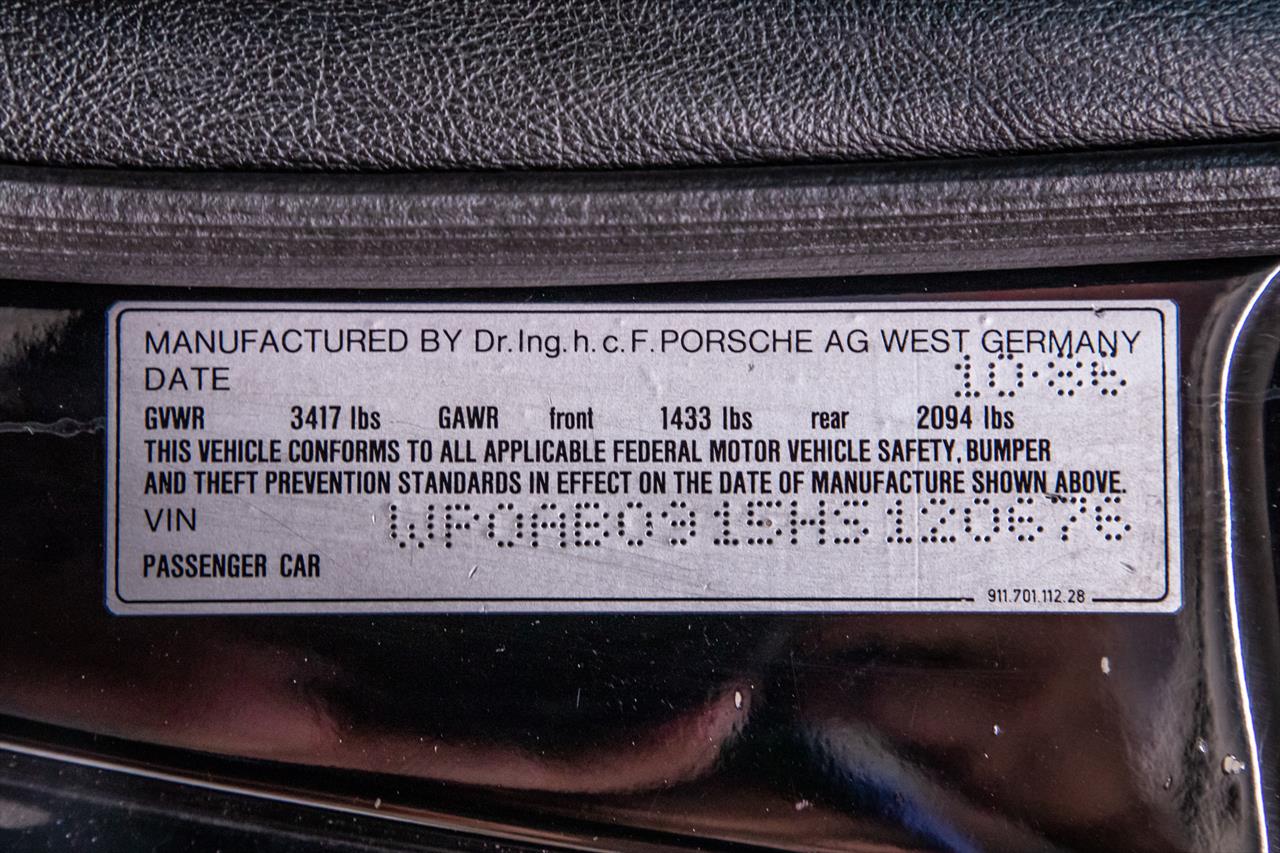 MANUFACTURED BY Dr.Ing.h.c.F.PORSCHE AG WEST GERMANY
DATE 10·86
GVWR 3417 lbs GAWR front 1433 lbs rear 2094 lbs
THIS VEHICLE CONFORMS TO ALL APPLICABLE FEDERAL MOTOR VEHICLE SAFETY, BUMPER
AND THEFT PREVENTION STANDARDS IN EFFECT ON THE DATE OF MANUFACTURE SHOWN ABOVE.
VIN WP0AB0915HS120676
PASSENGER CAR
911.701.112.28